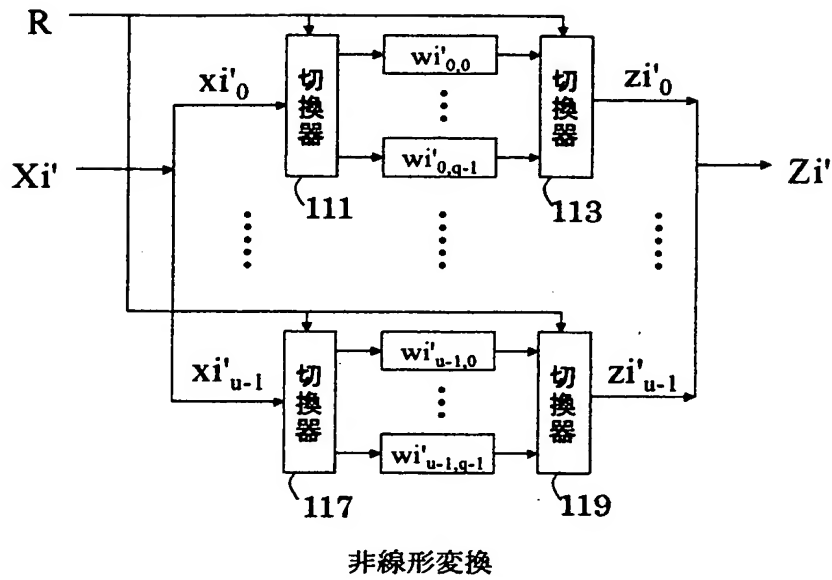 R
切換器
wi'0,0
切換器
xi'0
zi'0
wi'0,q-1
Xi'
Zi'
111
113
切換器
wi'u-1,0
切換器
xi'u-1
zi'u-1
wi'u-1,q-1
117
119
非線形変換